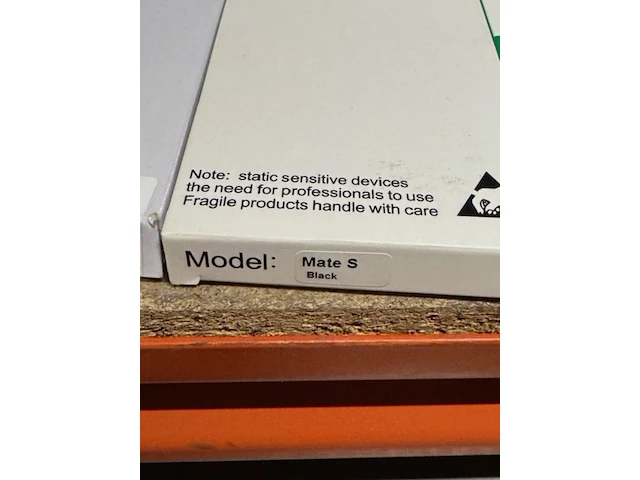 Note: static sensitive devices
the need for professionals to use
Fragile products handle with care
Model: Mate S
Black